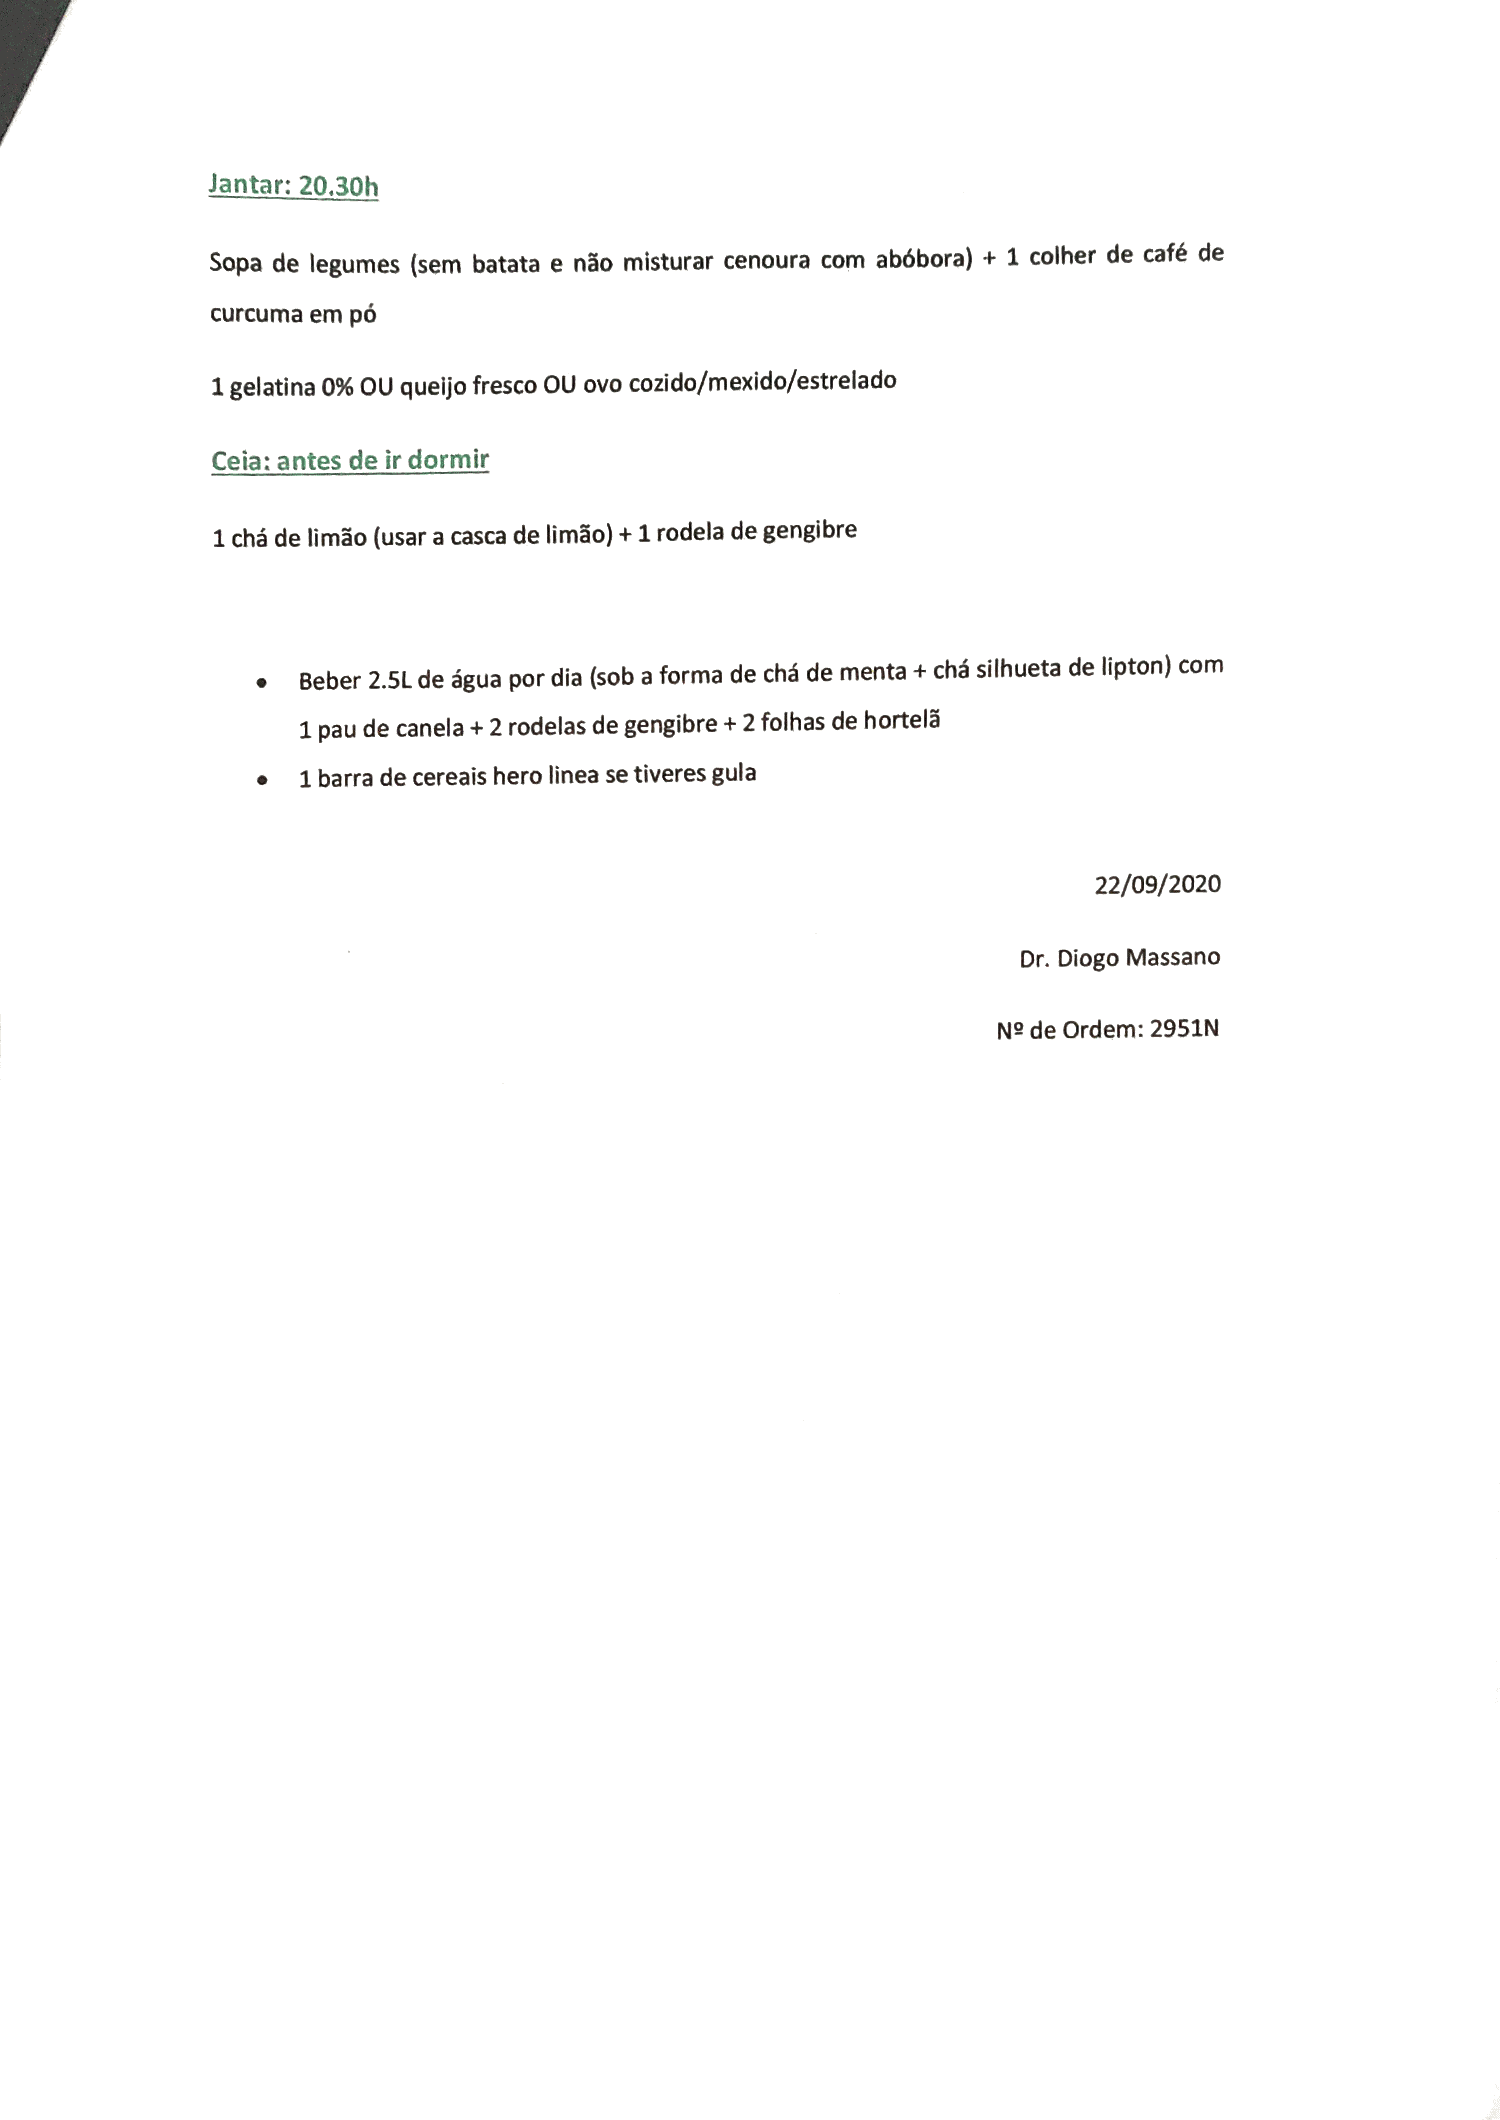 Jantar: 20.30h
Sopa de legumes (sem batata e não misturar cenoura com abóbora) + 1 colher de café de
curcuma em pó
1 gelatina 0% OU queijo fresco OU ovo cozido/mexido/estrelado
Ceia: antes de ir dormir
1 chá de limão (usar a casca de limão) + 1 rodela de gengibre
• Beber 2.5L de água por dia (sob a forma de chá de menta + chá silhueta de lipton) com
1 pau de canela + 2 rodelas de gengibre + 2 folhas de hortelã
• 1 barra de cereais hero linea se tiveres gula
22/09/2020
Dr. Diogo Massano
Nº de Ordem: 2951N